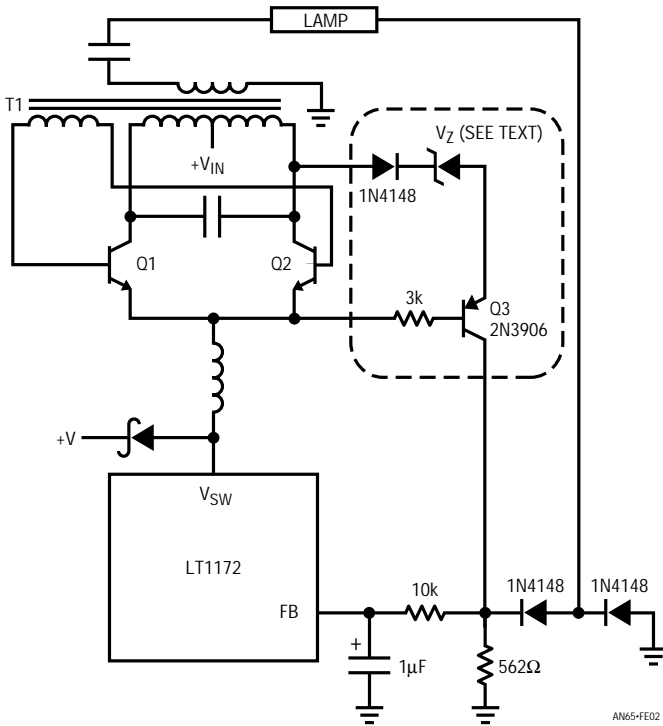 LAMP
T1
+VIN
VZ (SEE TEXT)
1N4148
Q1
Q2
3k
Q3
2N3906
+V
VSW
LT1172
FB
10k
1N4148
1N4148
+
1µF
562Ω
AN65•FE02